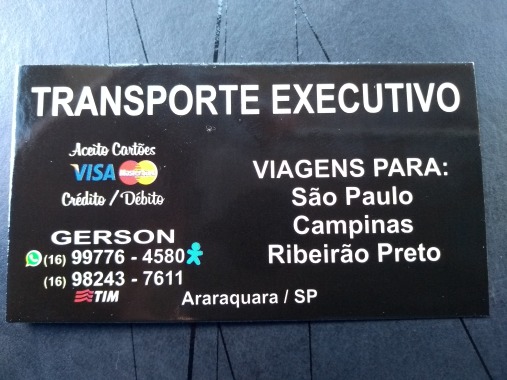 TRANSPORTE EXECUTIVO
Aceito Cartões
VISA MasterCard
Crédito / Débito
GERSON
(16) 99776 - 4580
(16) 98243 - 7611
TIM
VIAGENS PARA:
São Paulo
Campinas
Ribeirão Preto
Araraquara / SP